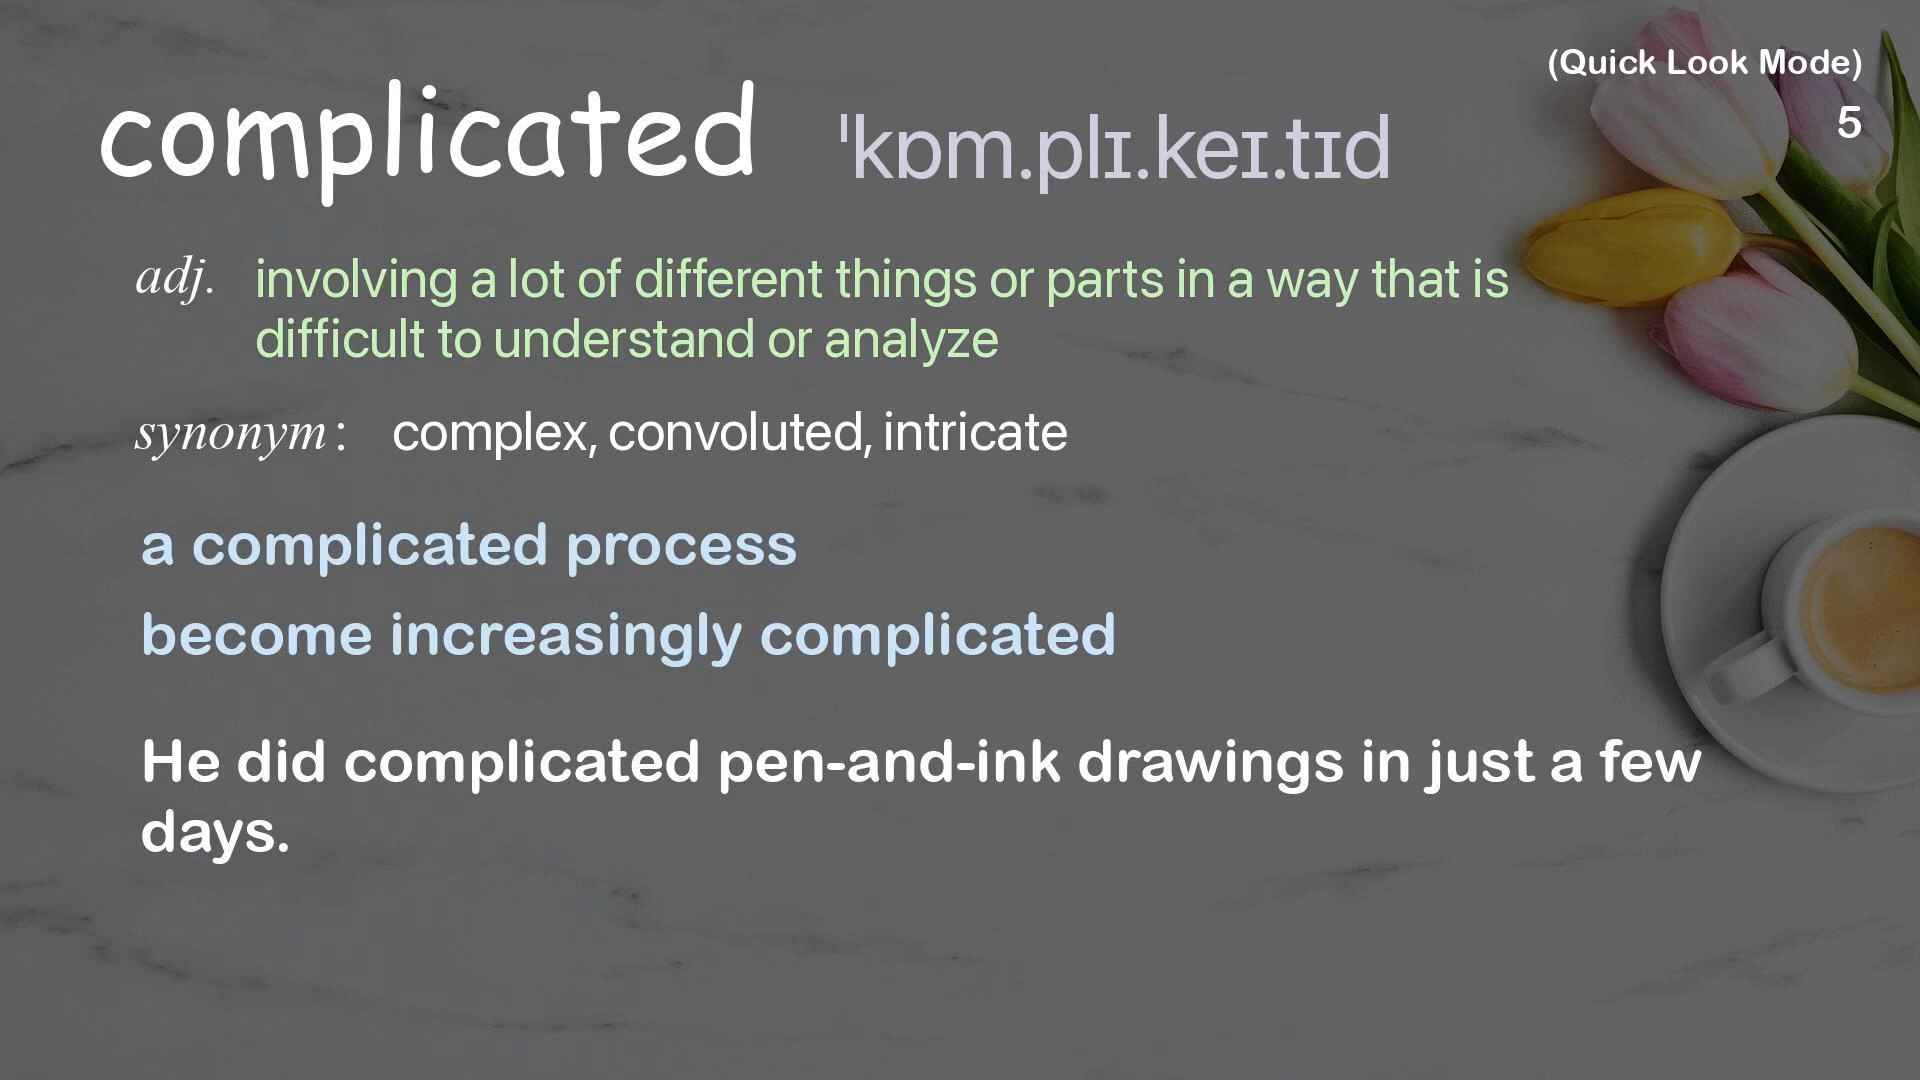 (Quick Look Mode)
5
complicated ˈkɒm.plɪ.keɪ.tɪd
adj. involving a lot of different things or parts in a way that is
difficult to understand or analyze
synonym: complex, convoluted, intricate
a complicated process
become increasingly complicated
He did complicated pen-and-ink drawings in just a few
days.